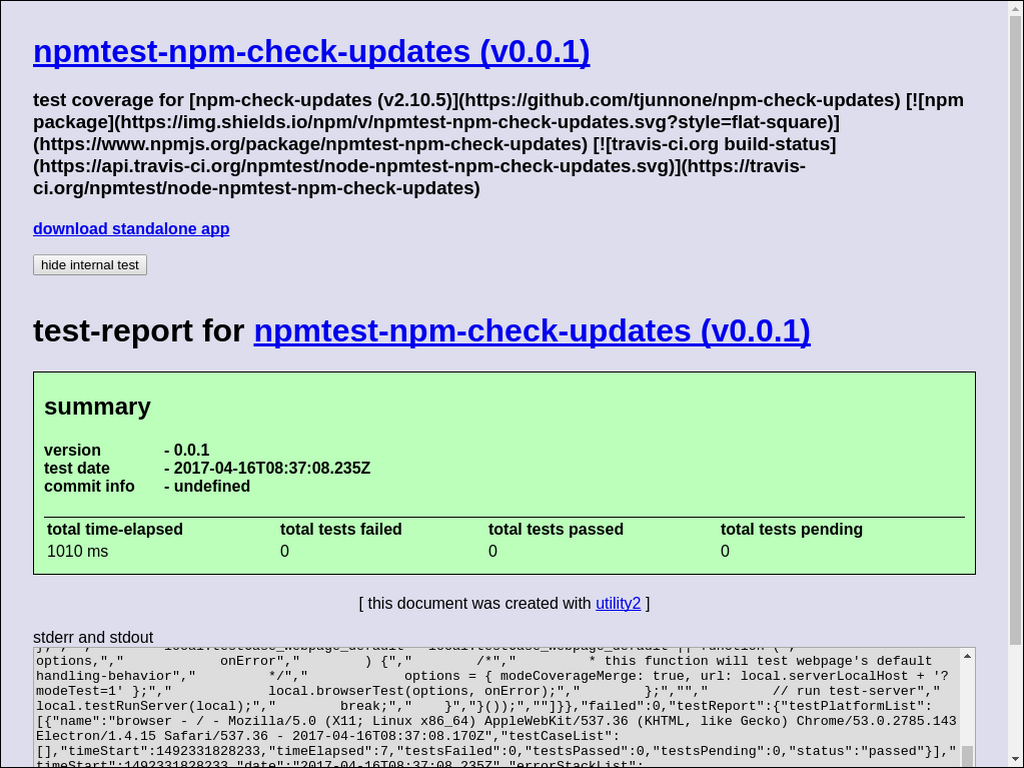 npmtest-npm-check-updates (v0.0.1)
test coverage for [npm-check-updates (v2.10.5)](https://github.com/tjunnone/npm-check-updates) [![npm
package](https://img.shields.io/npm/v/npmtest-npm-check-updates.svg?style=flat-square)]
(https://www.npmjs.org/package/npmtest-npm-check-updates) [![travis-ci.org build-status]
(https://api.travis-ci.org/npmtest/node-npmtest-npm-check-updates.svg)](https://travis-
ci.org/npmtest/node-npmtest-npm-check-updates)
download standalone app
hide internal test
test-report for npmtest-npm-check-updates (v0.0.1)
summary
version - 0.0.1
test date - 2017-04-16T08:37:08.235Z
commit info - undefined
total time-elapsed total tests failed total tests passed total tests pending
1010 ms 0 0 0
[ this document was created with utility2 ]
stderr and stdout
options,"," onError"," ) {"," /*"," * this function will test webpage's default
handling-behavior"," */"," options = { modeCoverageMerge: true, url: local.serverLocalHost + '?
modeTest=1' };"," local.browserTest(options, onError);"," };",""," // run test-server","
local.testRunServer(local);"," break;"," }","}());",""]}},"failed":0,"testReport":{"testPlatformList":
[{"name":"browser - / - Mozilla/5.0 (X11; Linux x86_64) AppleWebKit/537.36 (KHTML, like Gecko) Chrome/53.0.2785.143
Electron/1.4.15 Safari/537.36 - 2017-04-16T08:37:08.170Z","testCaseList":
[],"timeStart":1492331828233,"timeElapsed":7,"testsFailed":0,"testsPassed":0,"testsPending":0,"status":"passed"}],"
timeStart":1492331828233,"date":"2017-04-16T08:37:08.235Z","errorStackList":